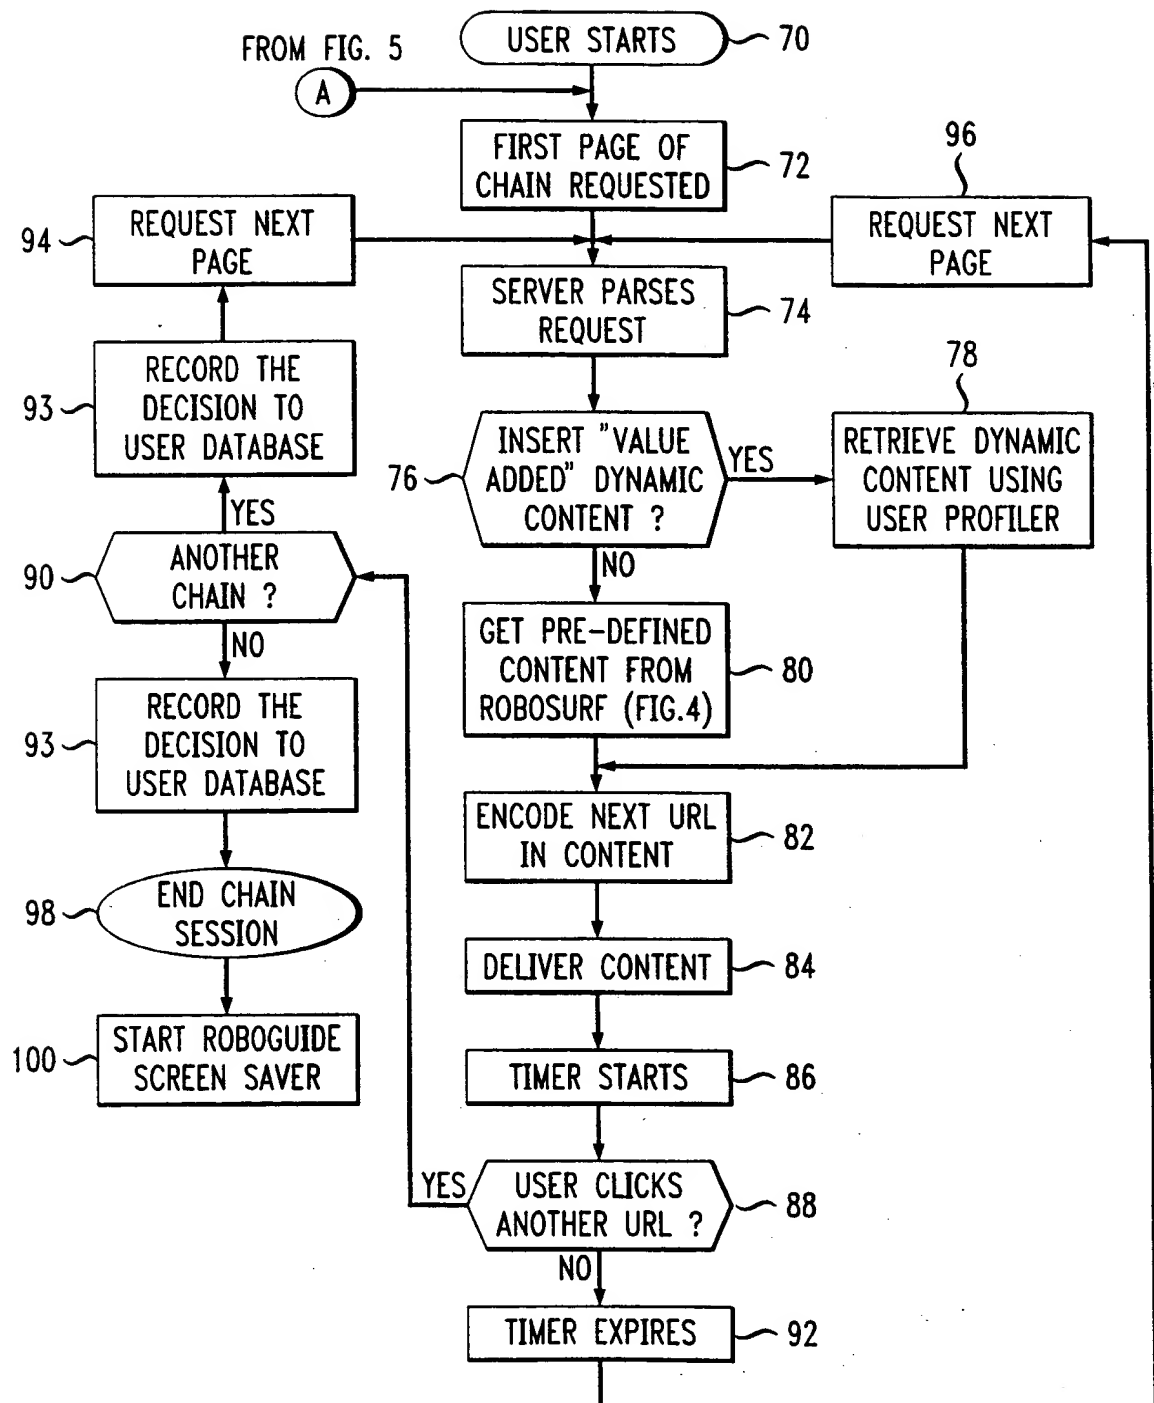 USER STARTS
70
FROM FIG. 5
A
FIRST PAGE OF
CHAIN REQUESTED
72
96
94
REQUEST NEXT
PAGE
REQUEST NEXT
PAGE
SERVER PARSES
REQUEST
74
93
RECORD THE
DECISION TO
USER DATABASE
78
76
INSERT "VALUE
ADDED" DYNAMIC
CONTENT ?
YES
RETRIEVE DYNAMIC
CONTENT USING
USER PROFILER
YES
NO
90
ANOTHER
CHAIN ?
NO
GET PRE-DEFINED
CONTENT FROM
ROBOSURF (FIG.4)
80
93
RECORD THE
DECISION TO
USER DATABASE
ENCODE NEXT URL
IN CONTENT
82
98
END CHAIN
SESSION
DELIVER CONTENT
84
100
START ROBOGUIDE
SCREEN SAVER
TIMER STARTS
86
YES
USER CLICKS
ANOTHER URL ?
88
NO
TIMER EXPIRES
92